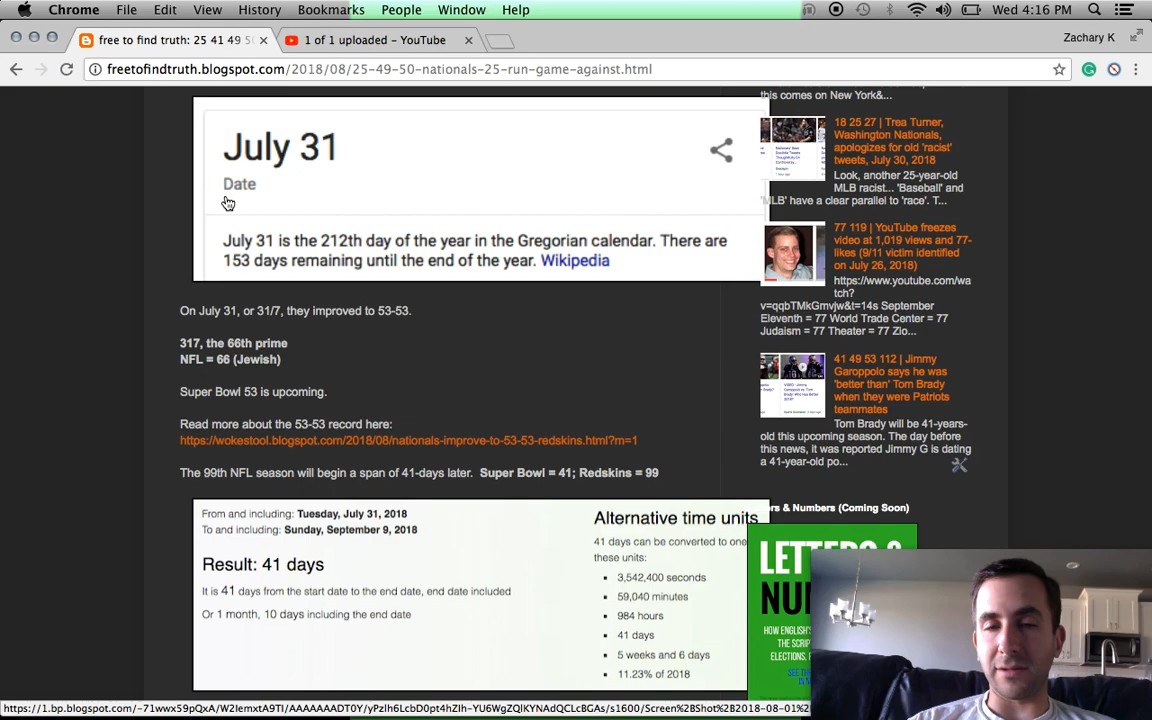 Chrome File Edit View History Bookmarks People Window Help Wed 4:16 PM
free to find truth: 25 41 49 50
1 of 1 uploaded - YouTube
Zachary K
freetofindtruth.blogspot.com/2018/08/25-49-50-nationals-25-run-game-against.html
July 31
Date
July 31 is the 212th day of the year in the Gregorian calendar. There are
153 days remaining until the end of the year. Wikipedia
On July 31, or 31/7, they improved to 53-53.
317, the 66th prime
NFL = 66 (Jewish)
Super Bowl 53 is upcoming.
Read more about the 53-53 record here:
https://wokestool.blogspot.com/2018/08/nationals-improve-to-53-53-redskins.html?m=1
The 99th NFL season will begin a span of 41-days later. Super Bowl = 41; Redskins = 99
From and including: Tuesday, July 31, 2018
To and including: Sunday, September 9, 2018
Result: 41 days
It is 41 days from the start date to the end date, end date included
Or 1 month, 10 days including the end date
Alternative time units
41 days can be converted to one
these units:
3,542,400 seconds
59,040 minutes
984 hours
41 days
5 weeks and 6 days
11.23% of 2018
this comes on New York&...
18 25 27 | Trea Turner,
Washington Nationals,
apologizes for old 'racist'
tweets, July 30, 2018
Look, another 25-year-old
MLB racist... 'Baseball' and
'MLB' have a clear parallel to 'race'. T...
77 119 | YouTube freezes
video at 1,019 views and 77-
likes (9/11 victim identified
on July 26, 2018)
https://www.youtube.com/wa
tch?
v=qqbTMkGmvjw&t=14s September
Eleventh = 77 World Trade Center = 77
Judaism = 77 Theater = 77 Zio...
41 49 53 112 | Jimmy
Garoppolo says he was
'better than' Tom Brady
when they were Patriots
teammates
Tom Brady will be 41-years-
old this upcoming season. The day before
this news, it was reported Jimmy G is dating
a 41-year-old po...
ers & Numbers (Coming Soon)
LETTERS &
NU
HOW ENGLISH'S
THE SCRIP
ELECTIONS,
SEE TH